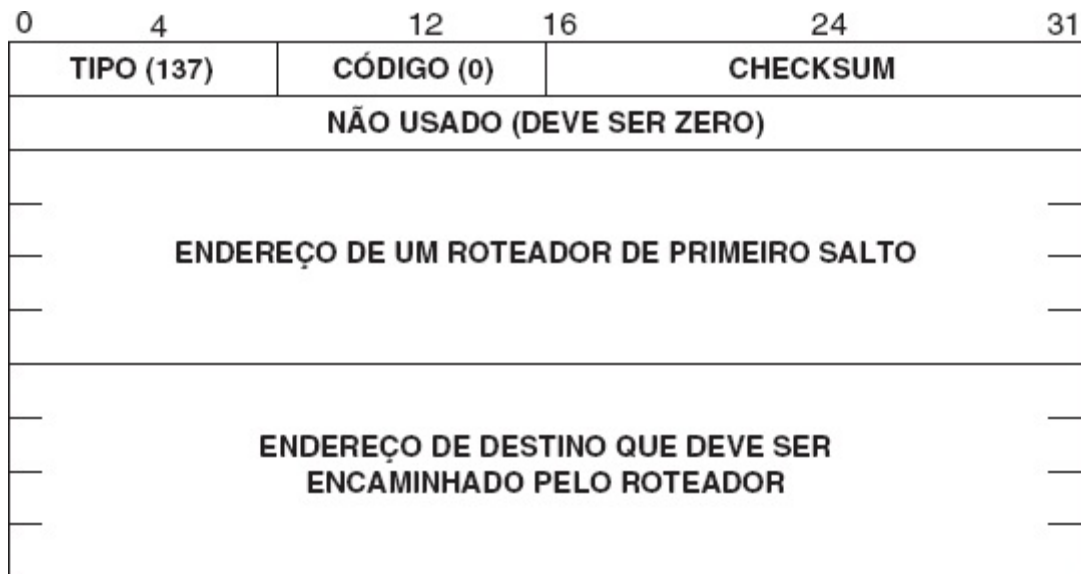 0 4 12 16 24 31
TIPO (137) CÓDIGO (0) CHECKSUM
NÃO USADO (DEVE SER ZERO)
ENDEREÇO DE UM ROTEADOR DE PRIMEIRO SALTO
ENDEREÇO DE DESTINO QUE DEVE SER
ENCAMINHADO PELO ROTEADOR